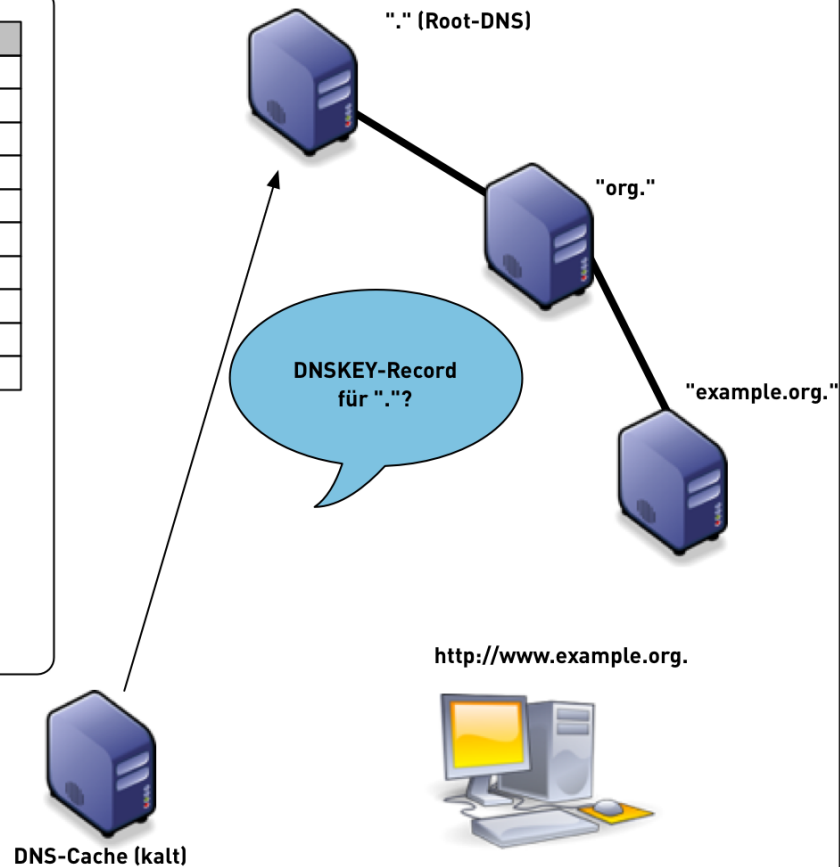 "." (Root-DNS)
"org."
DNSKEY-Record
für "."?
"example.org."
http://www.example.org.
DNS-Cache (kalt)